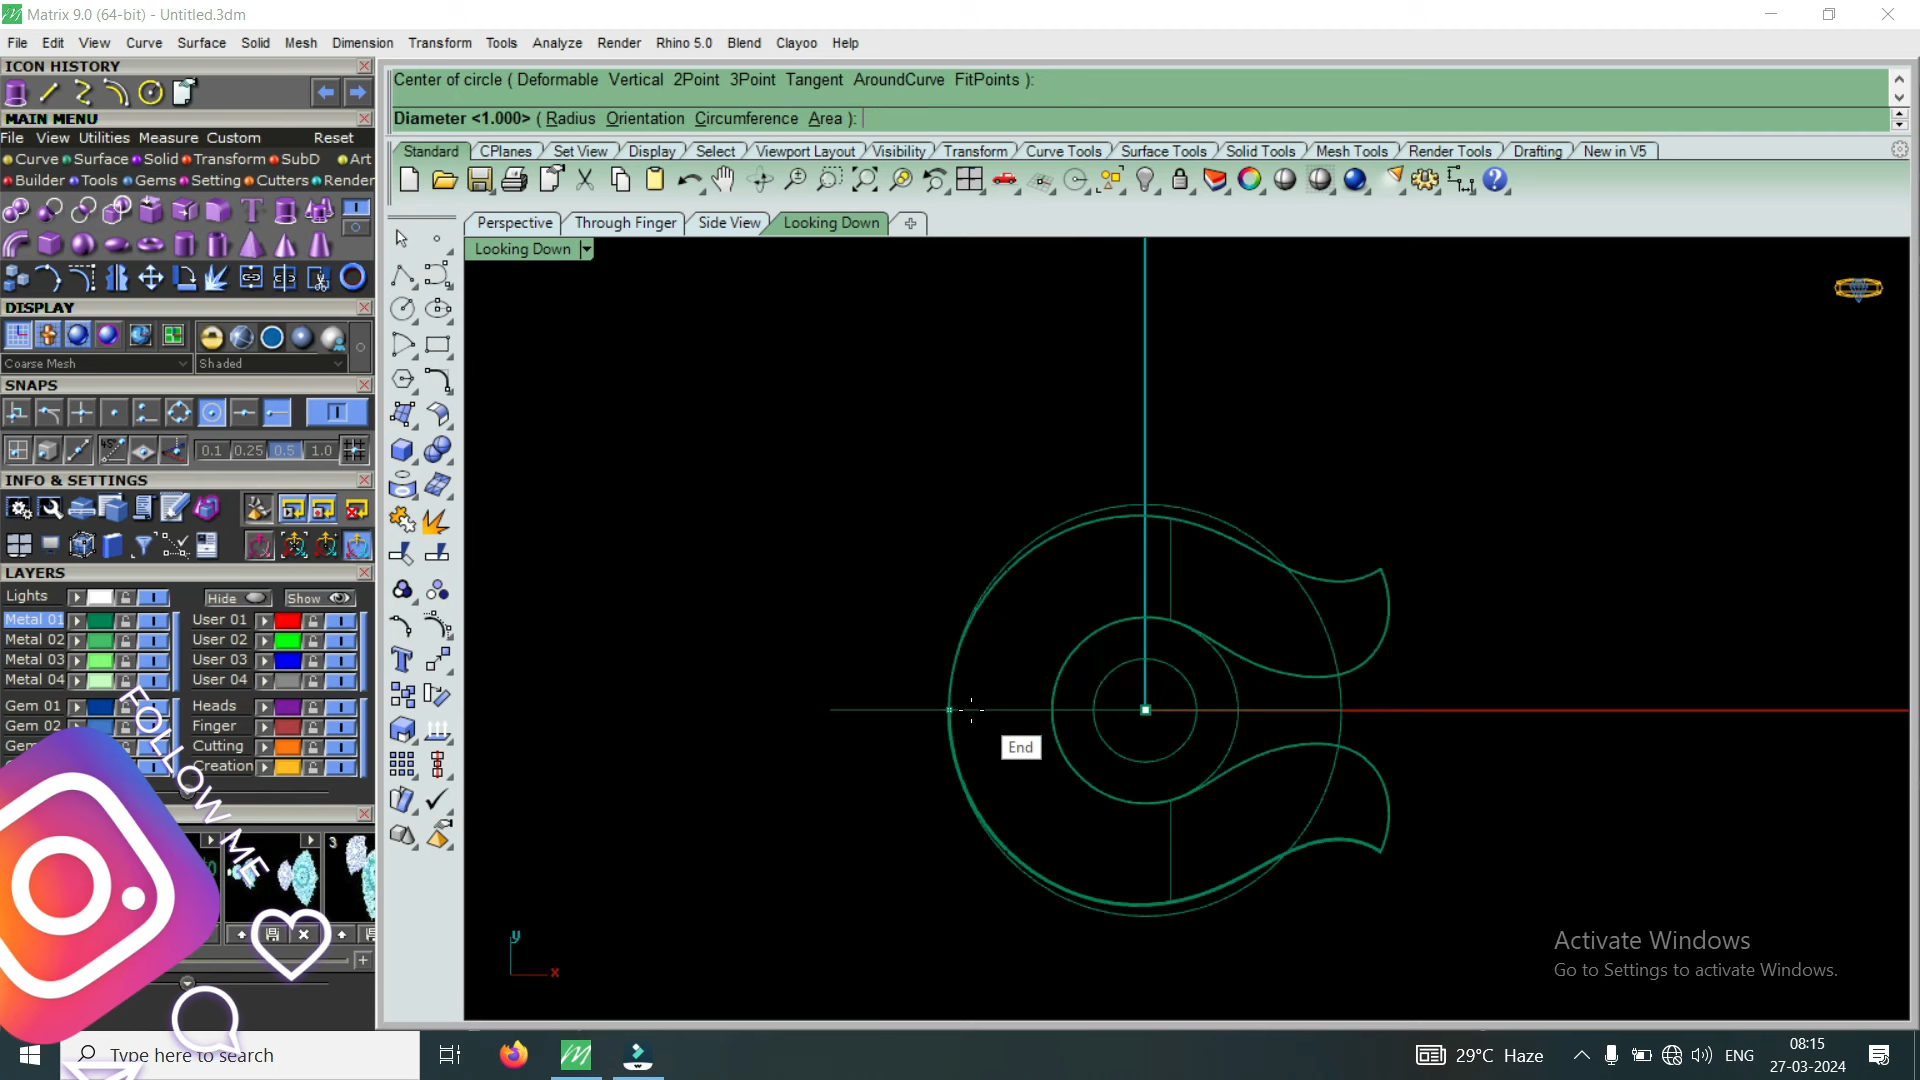 Matrix 9.0 (64-bit) - Untitled.3dm
File Edit View Curve Surface Solid Mesh Dimension Transform Tools Analyze Render Rhino 5.0 Blend Clayoo Help
ICON HISTORY
MAIN MENU
File View Utilities Measure Custom Reset
Curve Surface Solid Transform SubD Art
Builder Tools Gems Setting Cutters Render
DISPLAY
Coarse Mesh Shaded
SNAPS
0.1 0.25 0.5 1.0
INFO & SETTINGS
LAYERS
Lights Hide Show
Metal 01 User 01
Metal 02 User 02
Metal 03 User 03
Metal 04 User 04
Gem 01 Heads
Gem 02 Finger
Gem Cutting
Creation
FOLLOW ME
3
Center of circle ( Deformable Vertical 2Point 3Point Tangent AroundCurve FitPoints ):
Diameter <1.000> ( Radius Orientation Circumference Area ):
Standard CPlanes Set View Display Select Viewport Layout Visibility Transform Curve Tools Surface Tools Solid Tools Mesh Tools Render Tools Drafting New in V5
Perspective Through Finger Side View Looking Down
Looking Down
End
y
x
Activate Windows
Go to Settings to activate Windows.
Type here to search
29°C Haze
ENG
08:15
27-03-2024